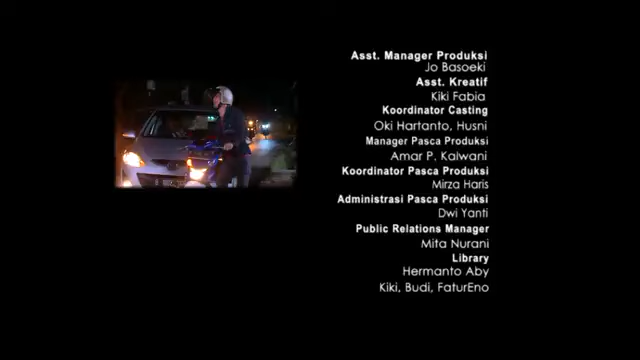 Asst. Manager Produksi
Jo Basoeki
Asst. Kreatif
Kiki Fabia
Koordinator Casting
Oki Hartanto, Husni
Manager Pasca Produksi
Amar P. Kalwani
Koordinator Pasca Produksi
Mirza Haris
Administrasi Pasca Produksi
Dwi Yanti
Public Relations Manager
Mita Nurani
Library
Hermanto Aby
Kiki, Budi, FaturEno